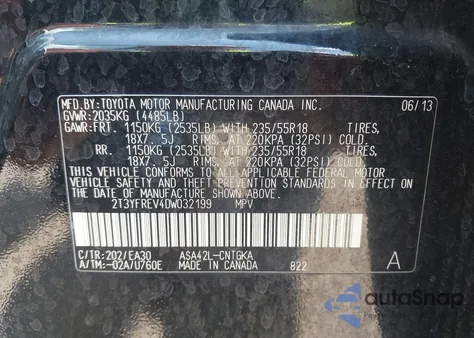 MFD.BY: TOYOTA MOTOR MANUFACTURING CANADA INC. 06/13
GVWR:2035KG (4485LB)
GAWR:FRT. 1150KG (2535LB) WITH 235/55R18 TIRES,
18X7. 5J RIMS, AT 220KPA (32PSI) COLD.
RR. 1150KG (2535LB) WITH 235/55R18 TIRES,
18X7. 5J RIMS, AT 220KPA (32PSI) COLD.
THIS VEHICLE CONFORMS TO ALL APPLICABLE FEDERAL MOTOR
VEHICLE SAFETY AND THEFT PREVENTION STANDARDS IN EFFECT ON
THE DATE OF MANUFACTURE SHOWN ABOVE.
2T3YFREV4DW032199 MPV
C/TR:202/EA30 ASA42L-CNTGKA
A/TM:-02A/U760E MADE IN CANADA 822 A
autoSnap
Powered by Pixel